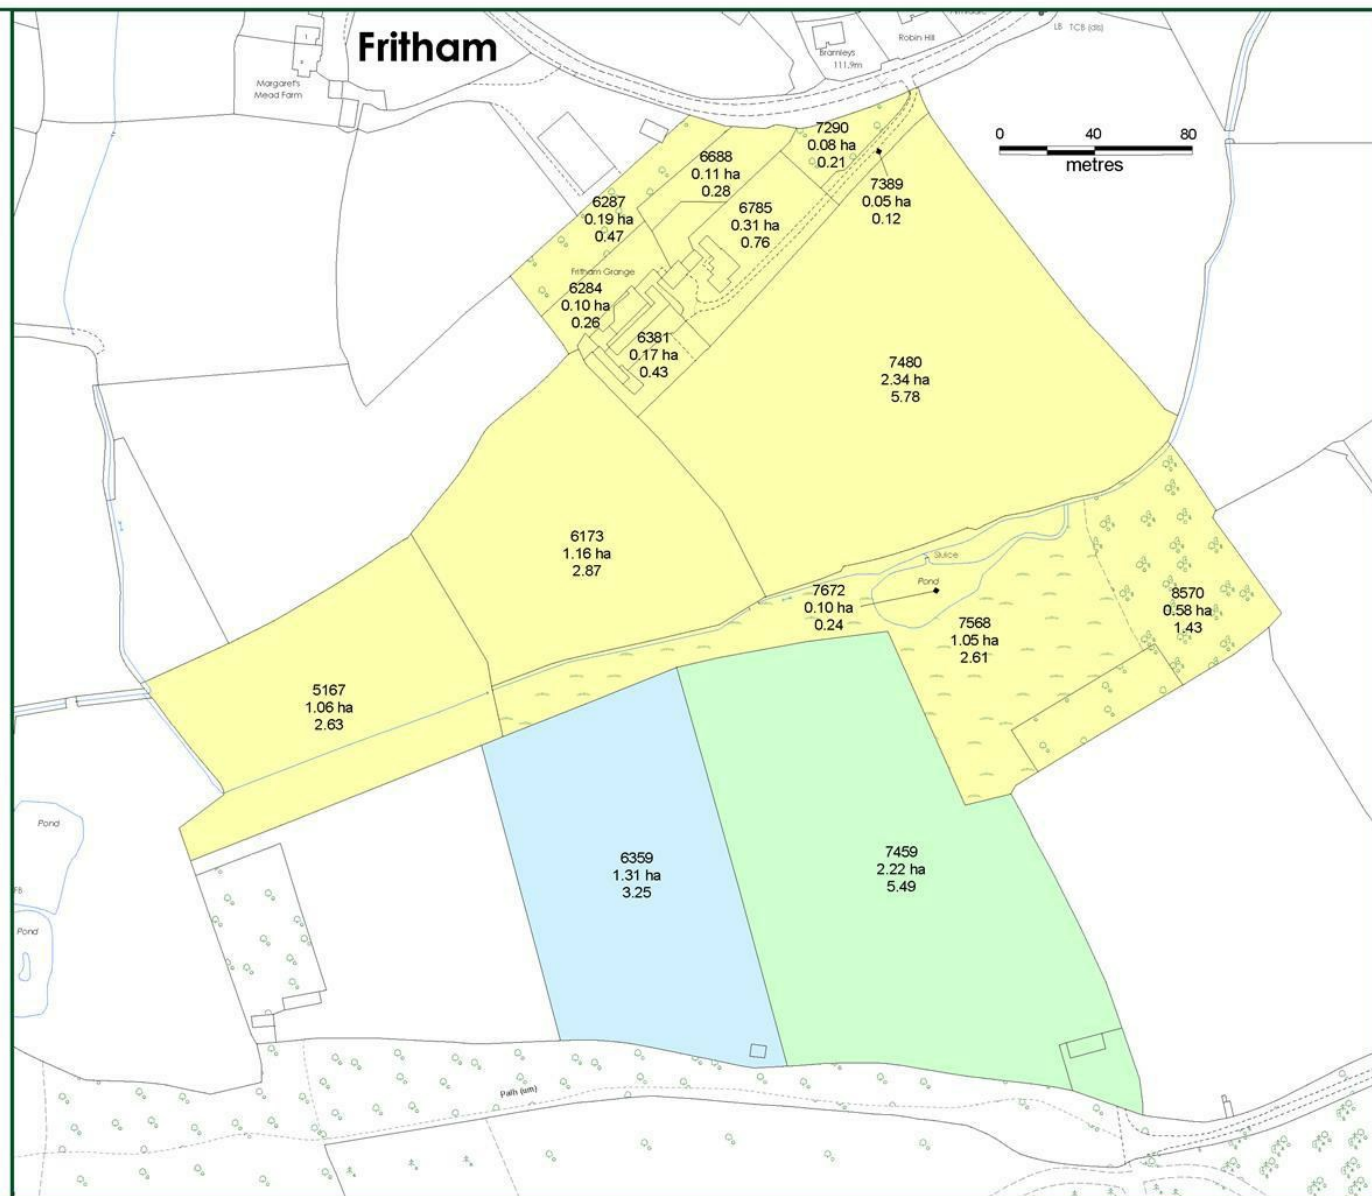 Fritham
LB TCB (dis)
Robin Hill
Bramleys
111.9m
Margaret's
Mead Farm
0 40 80
metres
7290
0.08 ha
0.21
6688
0.11 ha
0.28
7389
0.05 ha
0.12
6287
0.19 ha
0.47
6785
0.31 ha
0.76
Fritham Grange
6284
0.10 ha
0.26
6381
0.17 ha
0.43
7480
2.34 ha
5.78
6173
1.16 ha
2.87
Sluice
Pond
7672
0.10 ha
0.24
8570
0.58 ha
1.43
7568
1.05 ha
2.61
5167
1.06 ha
2.63
Pond
6359
1.31 ha
3.25
7459
2.22 ha
5.49
FB
Pond
Path (um)